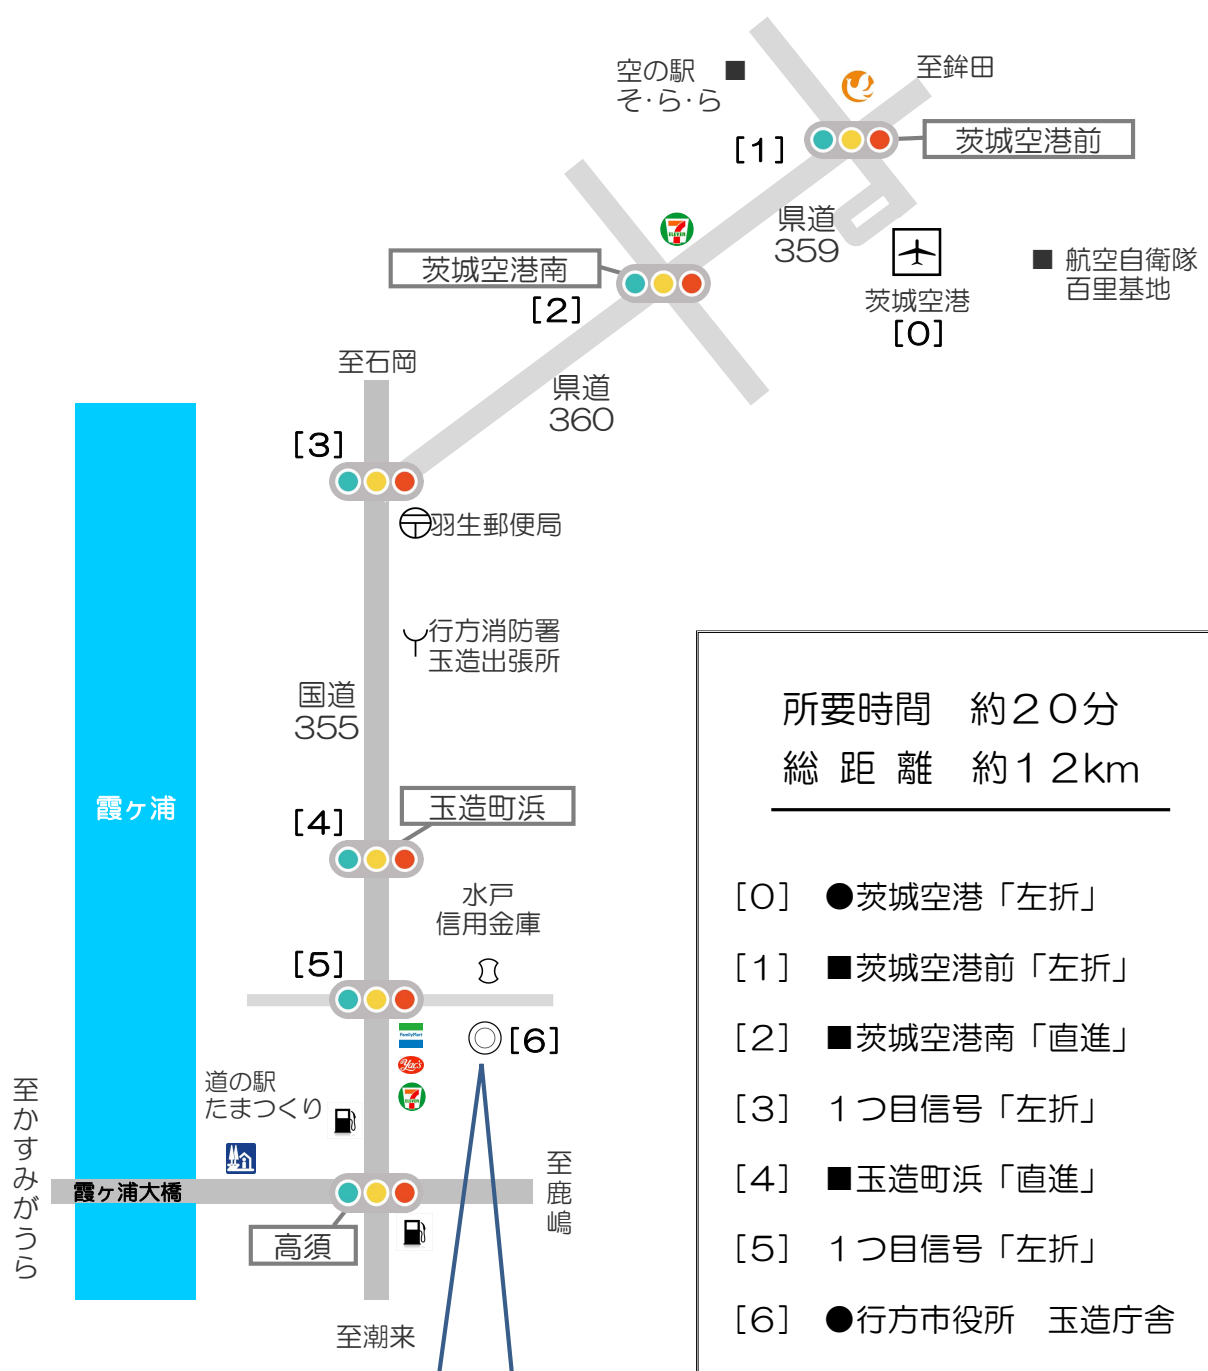 空の駅 ■
そ・ら・ら
至鉾田
[1]
茨城空港前
県道
359
茨城空港南
[2]
茨城空港
[0]
■ 航空自衛隊
百里基地
至石岡
県道
360
[3]
羽生郵便局
行方消防署
玉造出張所
国道
355
霞ヶ浦
[4]
玉造町浜
水戸
信用金庫
[5]
[6]
FamilyMart
Yac's
7
ELEVEN
道の駅
たまつくり
至かすみがうら
霞ヶ浦大橋
至鹿嶋
高須
至潮来
所要時間 約20分
総距離 約12km
[0] ●茨城空港「左折」
[1] ■茨城空港前「左折」
[2] ■茨城空港南「直進」
[3] 1つ目信号「左折」
[4] ■玉造町浜「直進」
[5] 1つ目信号「左折」
[6] ●行方市役所 玉造庁舎